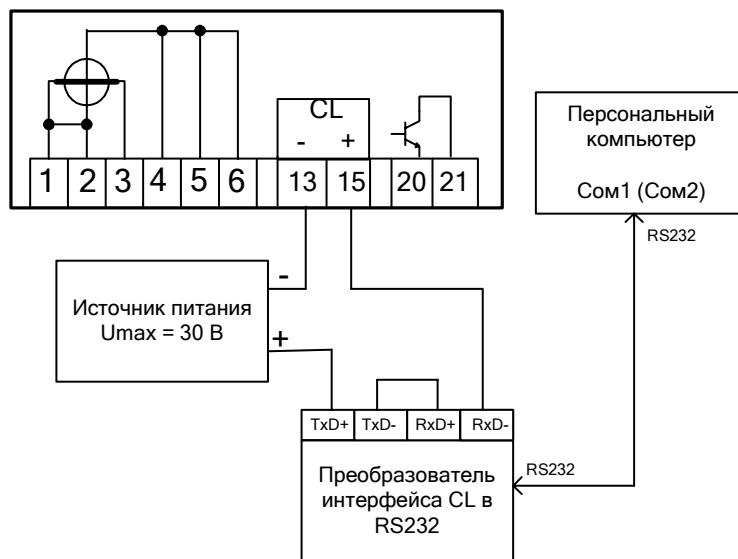 CL
- +
1 2 3 4 5 6 13 15 20 21
Персональный
компьютер
Сом1 (Сом2)
RS232
-
Источник питания
Umax = 30 В
+
TxD+ TxD- RxD+ RxD-
RS232
Преобразователь
интерфейса CL в
RS232